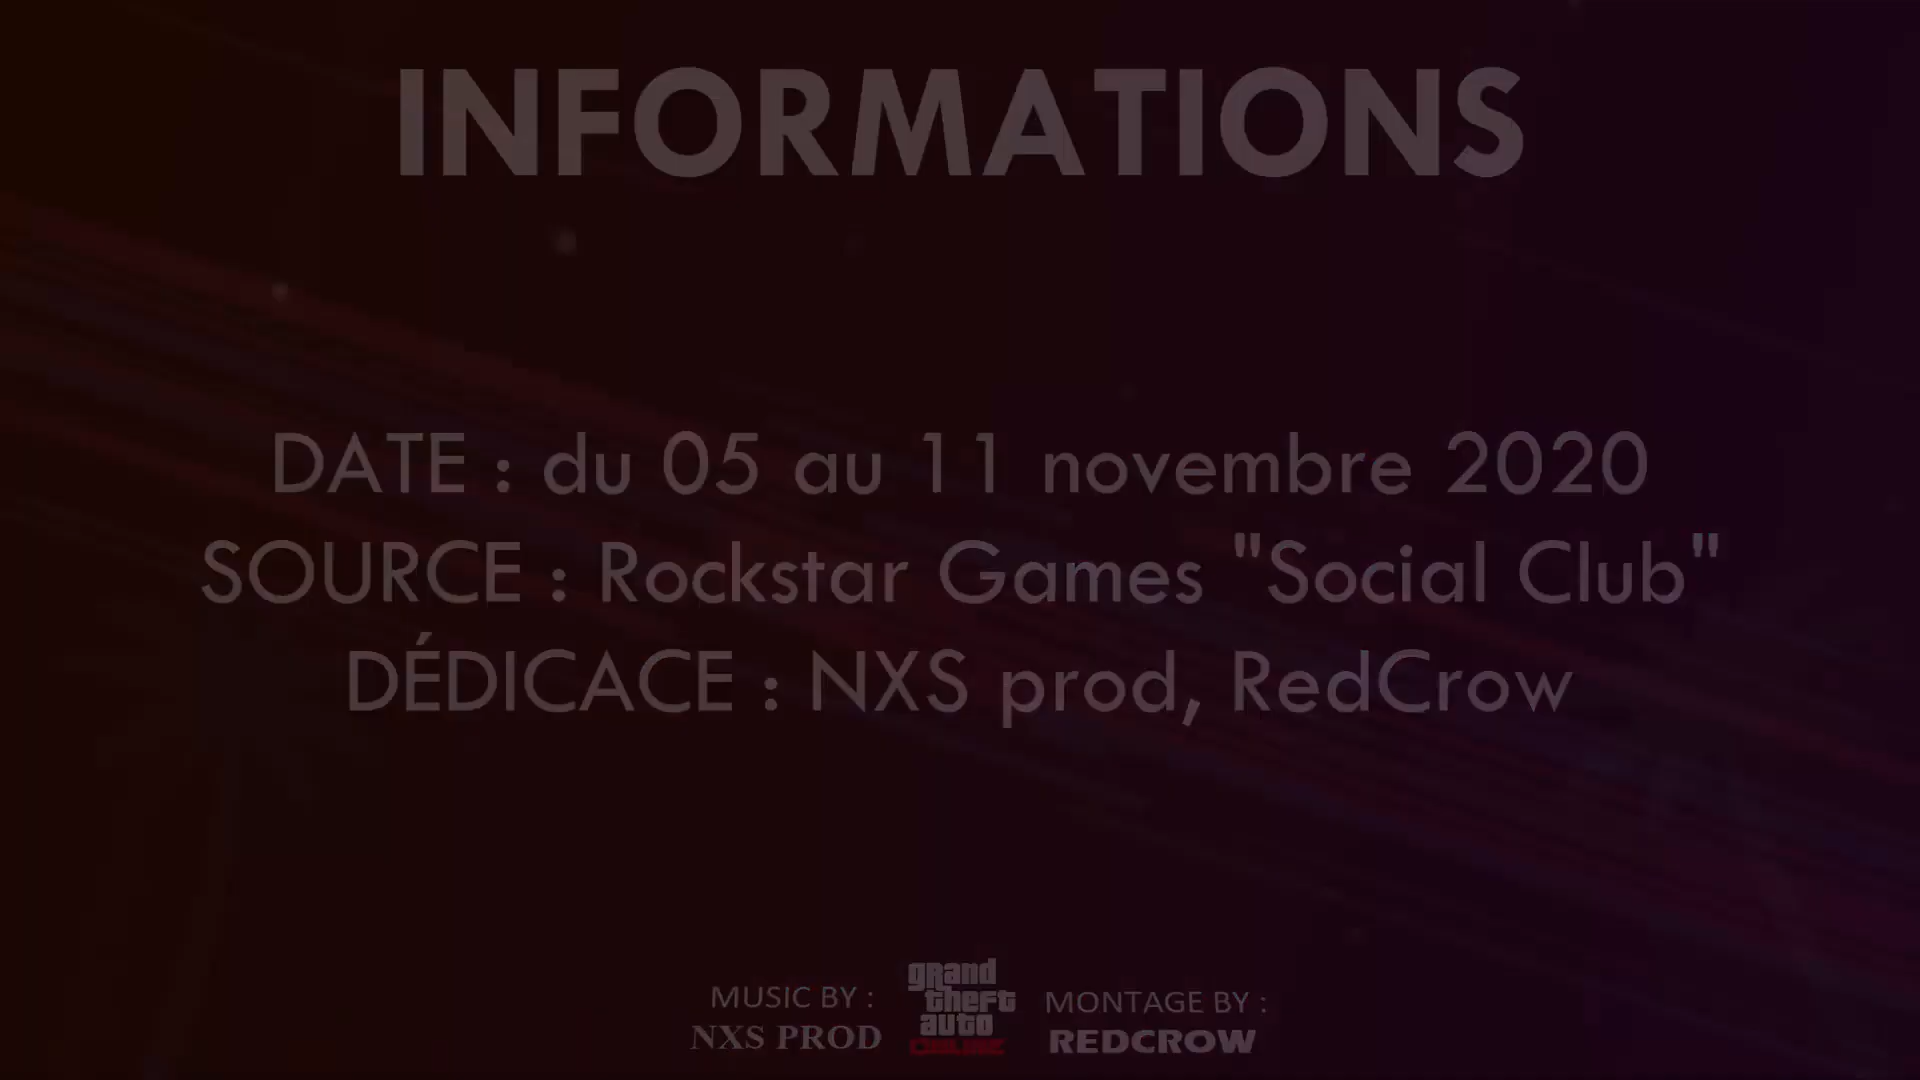 INFORMATIONS
DATE : du 05 au 11 novembre 2020
SOURCE : Rockstar Games "Social Club"
DÉDICACE : NXS prod, RedCrow
MUSIC BY :
NXS PROD
grand
theft
auto
ONLINE
MONTAGE BY :
REDCROW